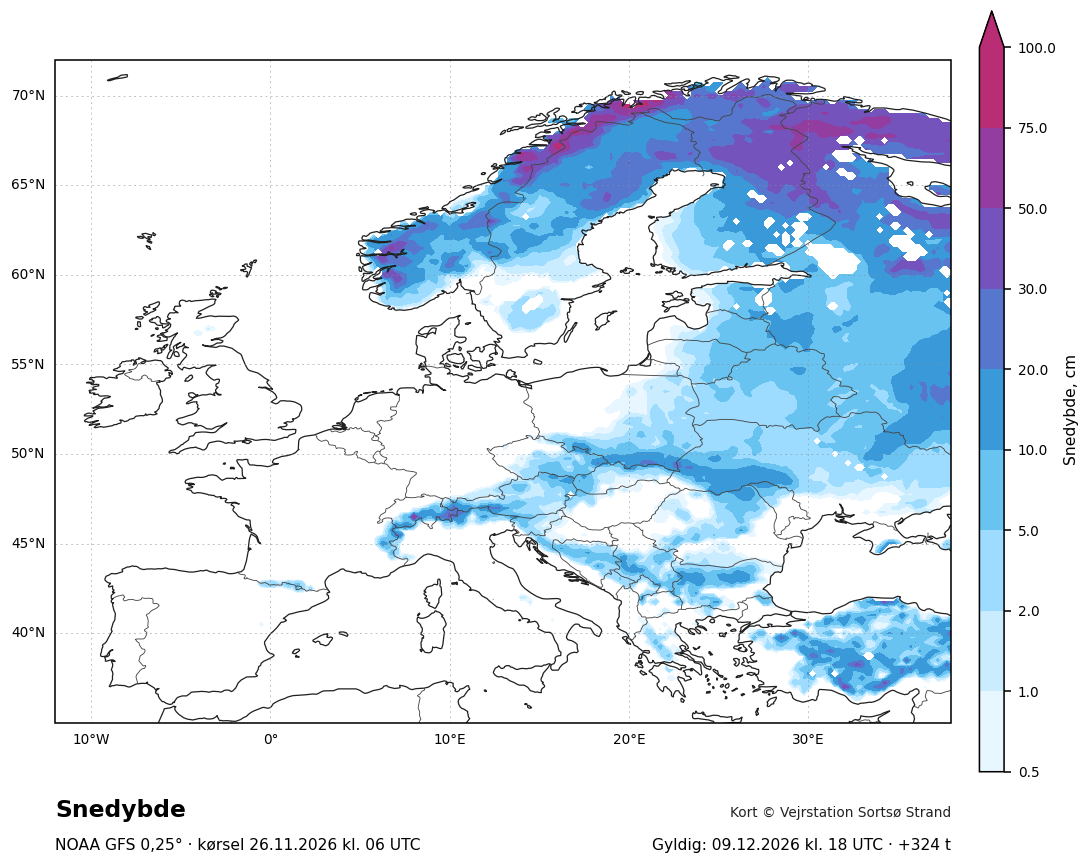 100.0
75.0
50.0
30.0
20.0
10.0
5.0
2.0
1.0
0.5
Snedybde, cm
70°N
65°N
60°N
55°N
50°N
45°N
40°N
10°W
0°
10°E
20°E
30°E
Snedybde
Kort © Vejrstation Sortsø Strand
NOAA GFS 0,25° · kørsel 26.11.2026 kl. 06 UTC
Gyldig: 09.12.2026 kl. 18 UTC · +324 t